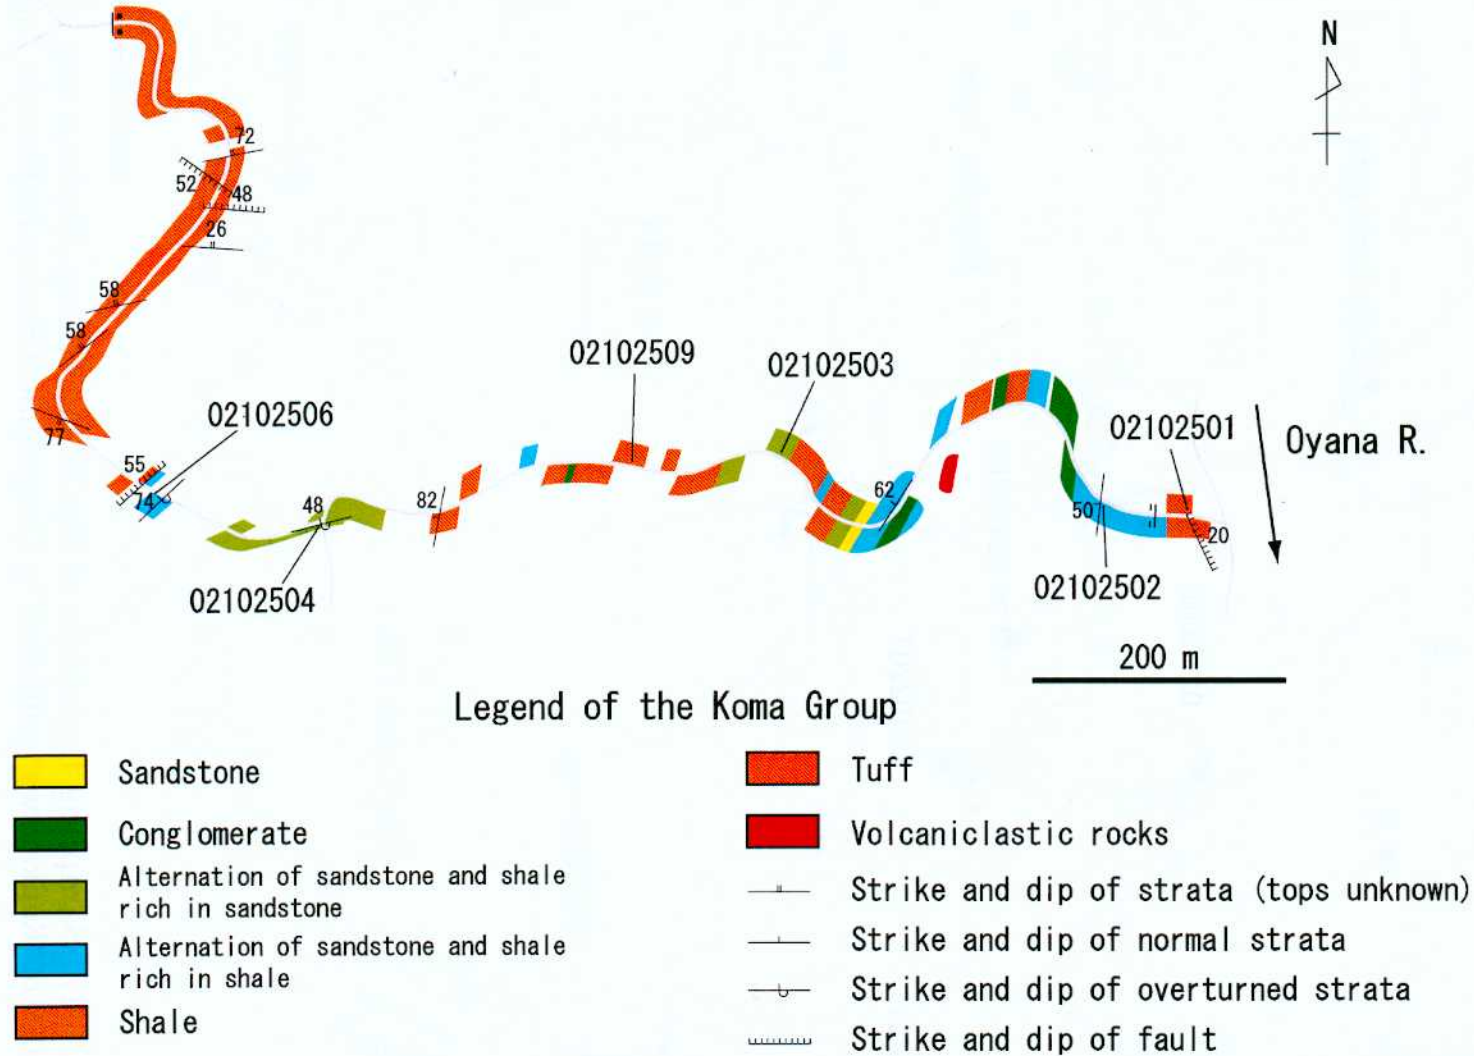 N
72
52
48
26
58
58
02102509
02102503
02102506
02102501
Oyana R.
77
55
74
48
82
62
507
20
02102504
02102502
200 m
Legend of the Koma Group
Sandstone
Conglomerate
Alternation of sandstone and shale
rich in sandstone
Alternation of sandstone and shale
rich in shale
Shale
Tuff
Volcaniclastic rocks
Strike and dip of strata (tops unknown)
Strike and dip of normal strata
Strike and dip of overturned strata
Strike and dip of fault